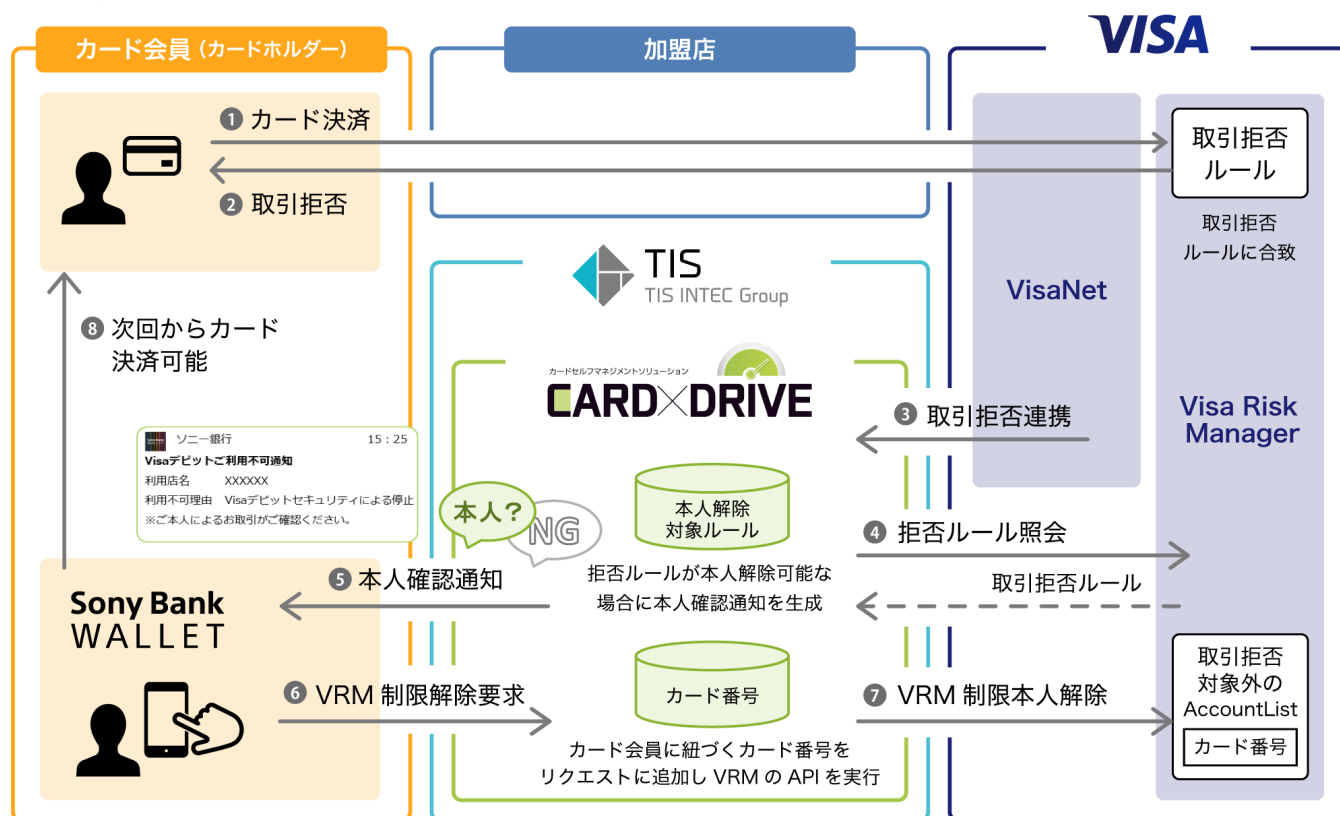 カード会員（カードホルダー）
加盟店
VISA
❶ カード決済
❷ 取引拒否
取引拒否
ルール
取引拒否
ルールに合致
TIS
TIS INTEC Group
VisaNet
❽ 次回からカード
決済可能
カードセルフマネジメントソリューション
CARD×DRIVE
❸ 取引拒否連携
Visa Risk
Manager
ソニー銀行 15：25
Visaデビットご利用不可通知
利用店名 XXXXXX
利用不可理由 Visaデビットセキュリティによる停止
※ご本人によるお取引がご確認ください。
本人？
NG
本人解除
対象ルール
❹ 拒否ルール照会
拒否ルールが本人解除可能な
場合に本人確認通知を生成
取引拒否ルール
❺ 本人確認通知
Sony Bank
WALLET
❻ VRM 制限解除要求
カード番号
❼ VRM 制限本人解除
取引拒否
対象外の
AccountList
カード番号
カード会員に紐づくカード番号を
リクエストに追加し VRM の API を実行